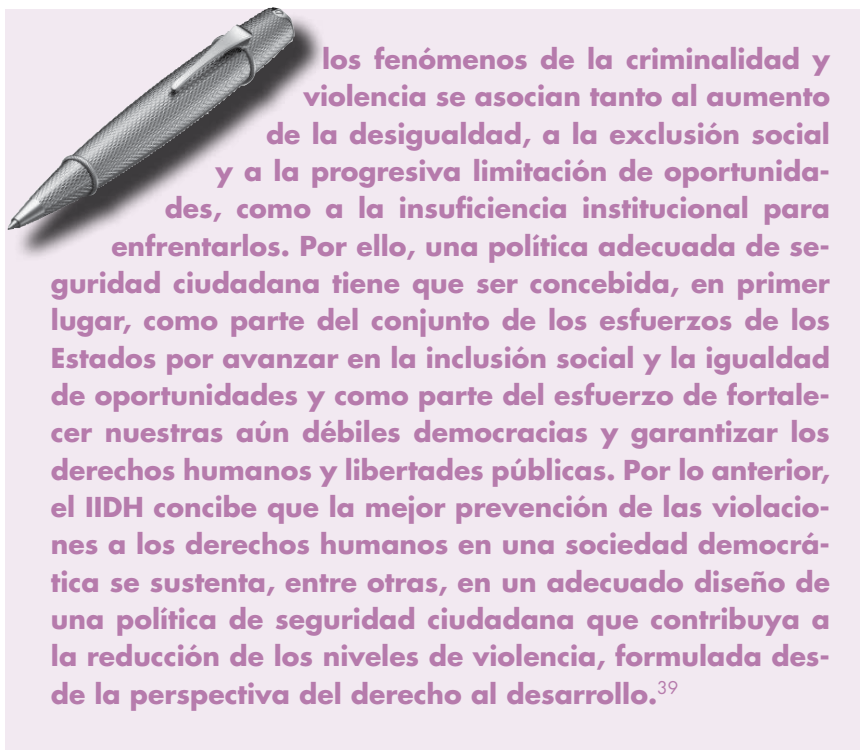 los fenómenos de la criminalidad y
violencia se asocian tanto al aumento
de la desigualdad, a la exclusión social
y a la progresiva limitación de oportunida-
des, como a la insuficiencia institucional para
enfrentarlos. Por ello, una política adecuada de se-
guridad ciudadana tiene que ser concebida, en primer
lugar, como parte del conjunto de los esfuerzos de los
Estados por avanzar en la inclusión social y la igualdad
de oportunidades y como parte del esfuerzo de fortale-
cer nuestras aún débiles democracias y garantizar los
derechos humanos y libertades públicas. Por lo anterior,
el IIDH concibe que la mejor prevención de las violacio-
nes a los derechos humanos en una sociedad democrá-
tica se sustenta, entre otras, en un adecuado diseño de
una política de seguridad ciudadana que contribuya a
la reducción de los niveles de violencia, formulada des-
de la perspectiva del derecho al desarrollo.39